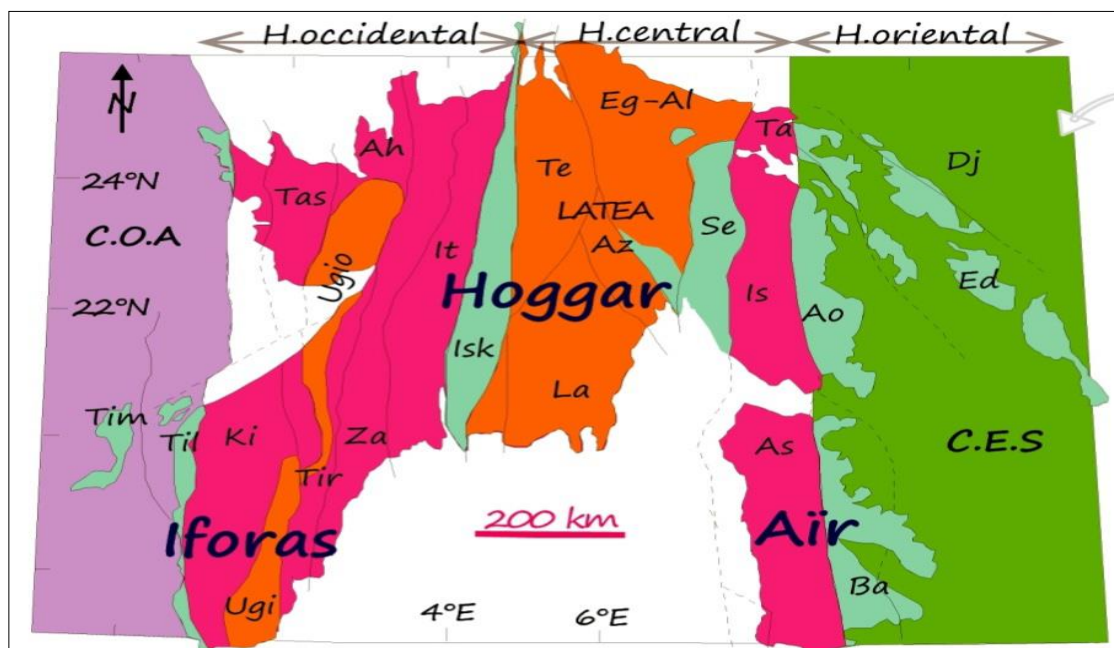 H.occidental
H.central
H.oriental
N
Eg-Al
Ta
Ah
Te
Dj
24°N
Tas
LATEA
C.O.A
It
Az
Se
Ugio
Ed
22°N
Hoggar
Is
Ao
Isk
La
Tim
Til
Ki
Za
As
C.E.S
Tir
200 km
Iforas
Aïr
Ba
Ugi
4°E
6°E